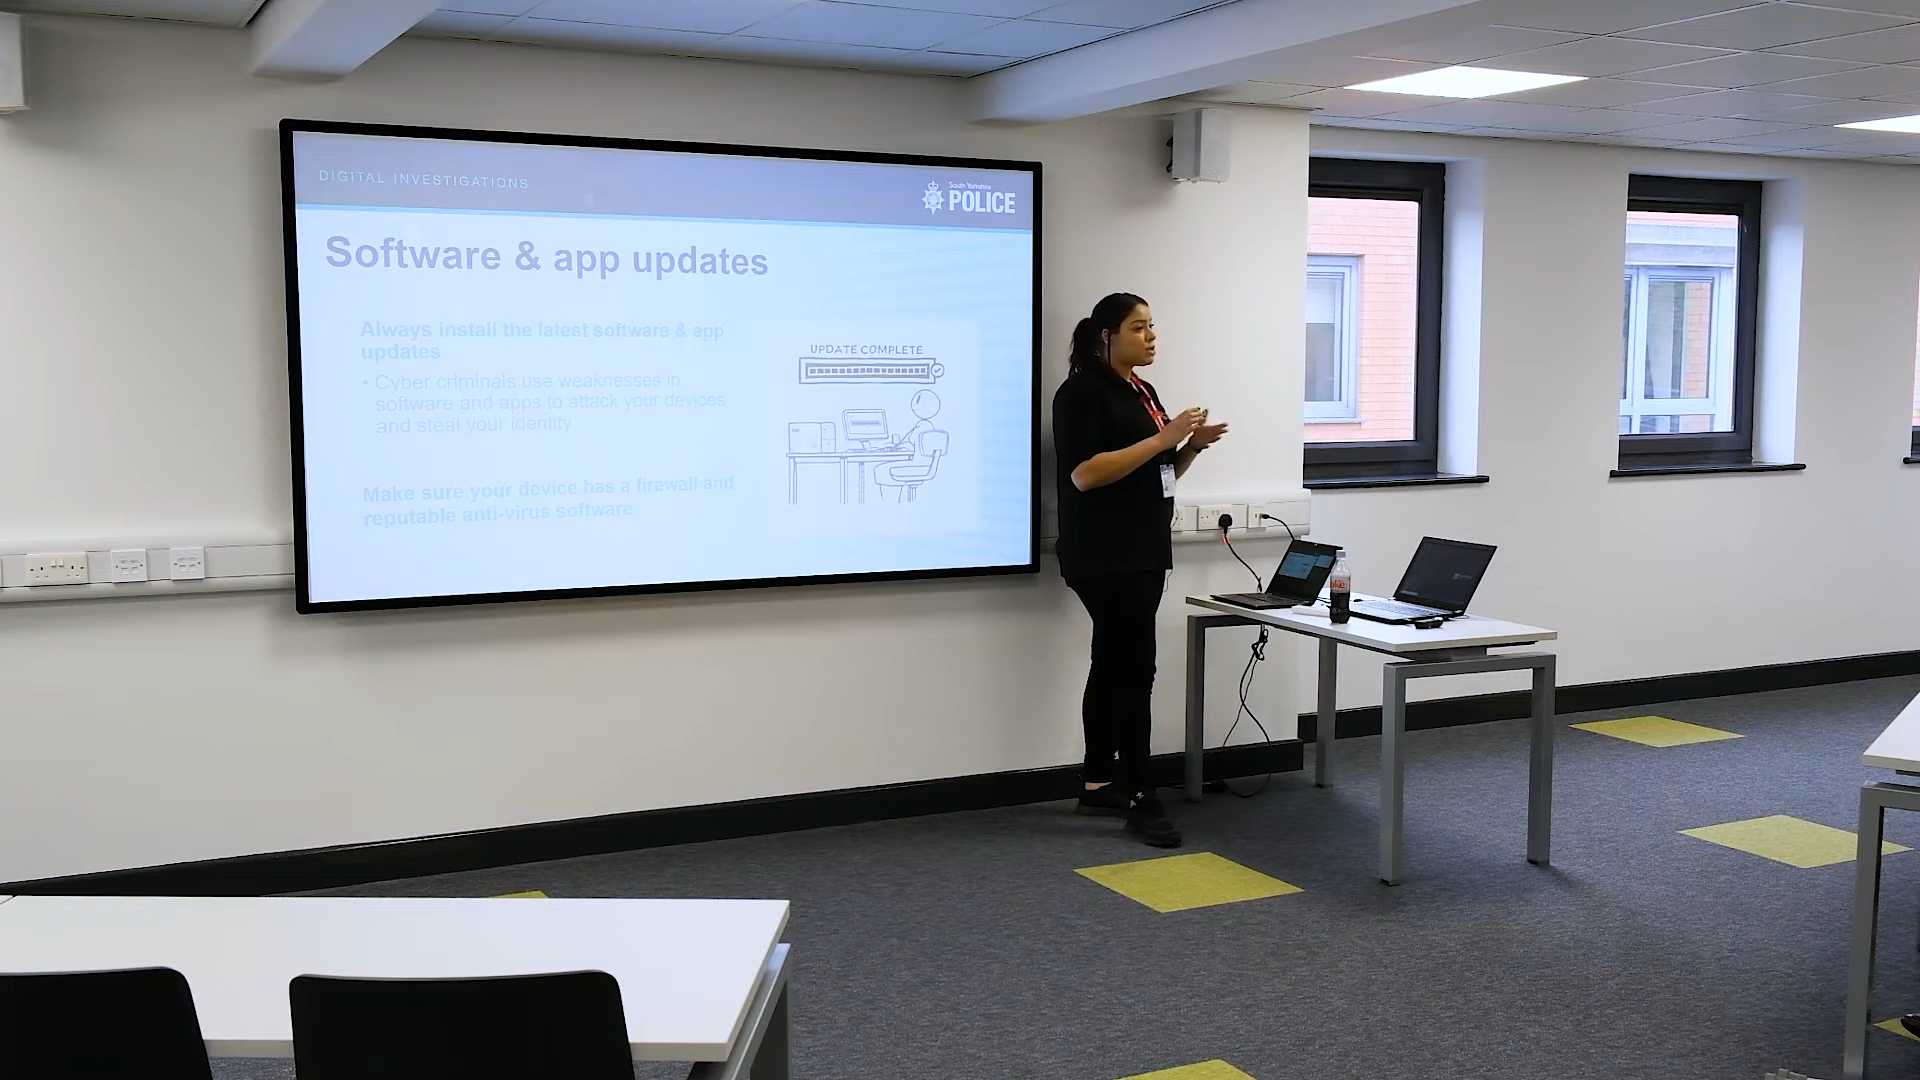 DIGITAL INVESTIGATIONS
South Yorkshire
POLICE
Software & app updates
Always install the latest software & app
updates
• Cyber criminals use weaknesses in
software and apps to attack your devices
and steal your identity
UPDATE COMPLETE
Make sure your device has a firewall and
reputable anti-virus software
oke